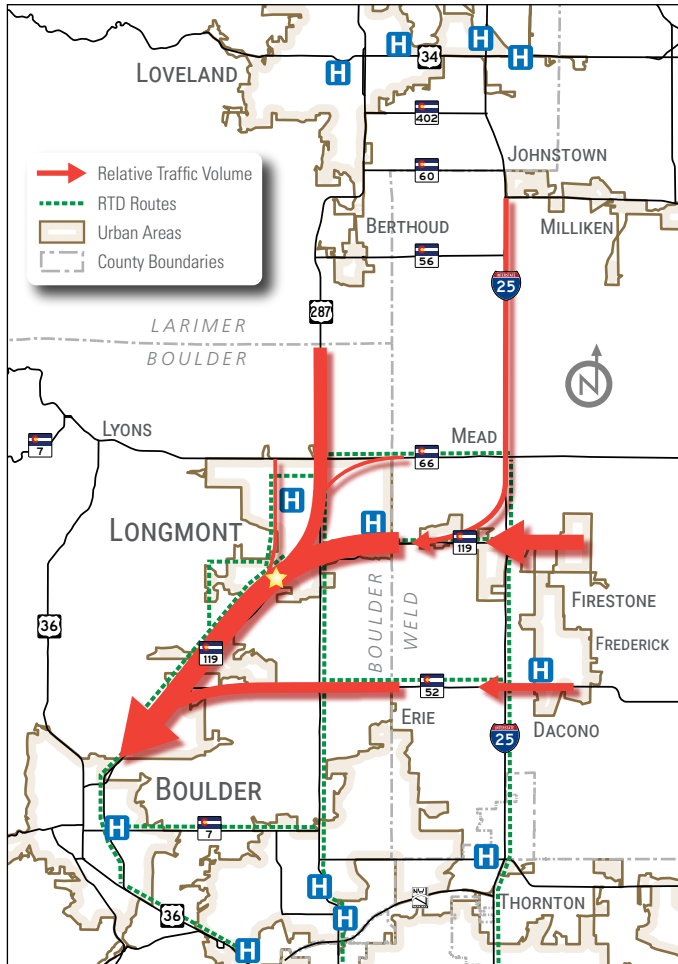 H
H
H
H
LOVELAND
34
402
JOHNSTOWN
Relative Traffic Volume
60
RTD Routes
Urban Areas
BERTHOUD
MILLIKEN
County Boundaries
56
INTERSTATE
25
287
LARIMER
BOULDER
N
LYONS
MEAD
7
66
H
LONGMONT
H
119
FIRESTONE
BOULDER
WELD
36
119
FREDERICK
H
52
ERIE
DACONO
25
BOULDER
H
7
H
H
THORNTON
H
36
H